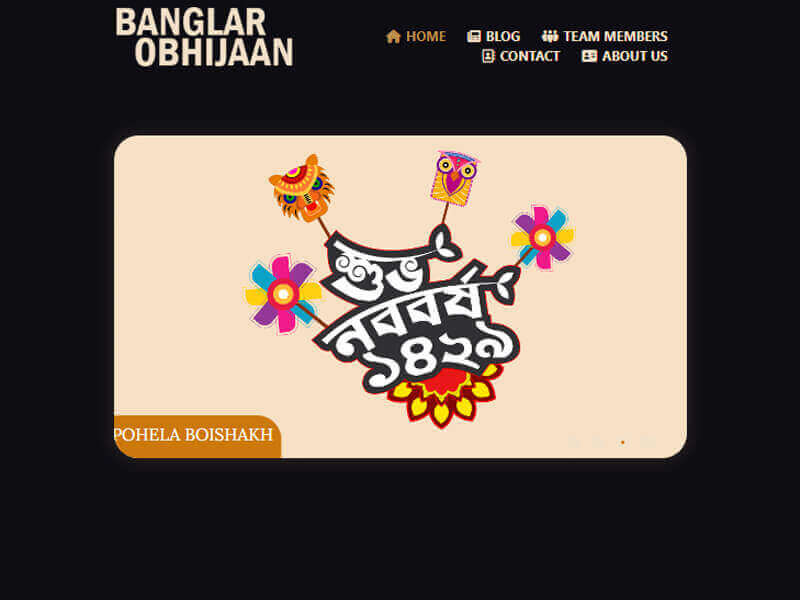 BANGLAR
OBHIJAAN
HOME BLOG TEAM MEMBERS
CONTACT ABOUT US
শুভ
নববর্ষ
১৪২৯
POHELA BOISHAKH